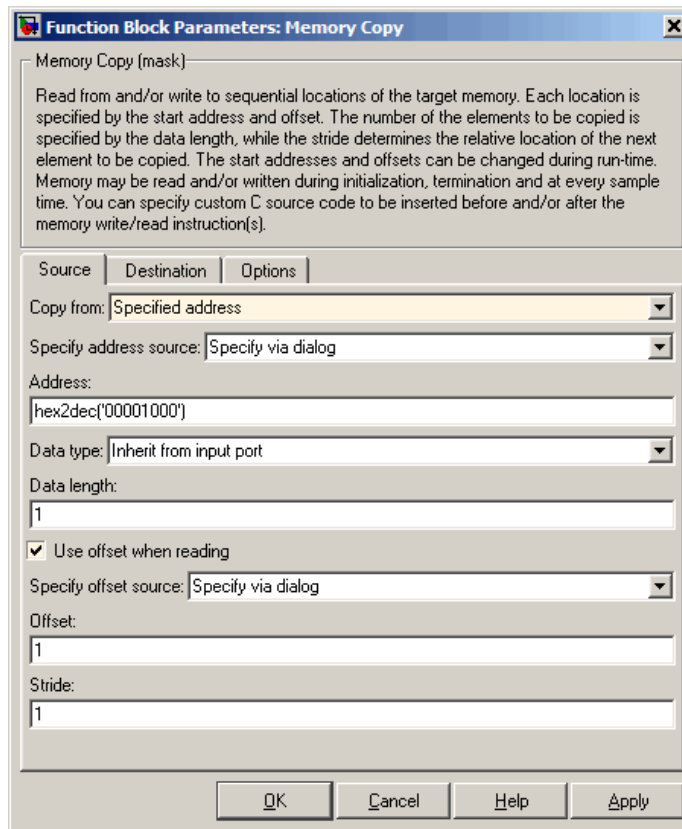 Function Block Parameters: Memory Copy
Memory Copy (mask)
Read from and/or write to sequential locations of the target memory. Each location is
specified by the start address and offset. The number of the elements to be copied is
specified by the data length, while the stride determines the relative location of the next
element to be copied. The start addresses and offsets can be changed during run-time.
Memory may be read and/or written during initialization, termination and at every sample
time. You can specify custom C source code to be inserted before and/or after the
memory write/read instruction(s).
Source Destination Options
Copy from: Specified address
Specify address source: Specify via dialog
Address:
hex2dec('00001000')
Data type: Inherit from input port
Data length:
1
Use offset when reading
Specify offset source: Specify via dialog
Offset:
1
Stride:
1
OK Cancel Help Apply